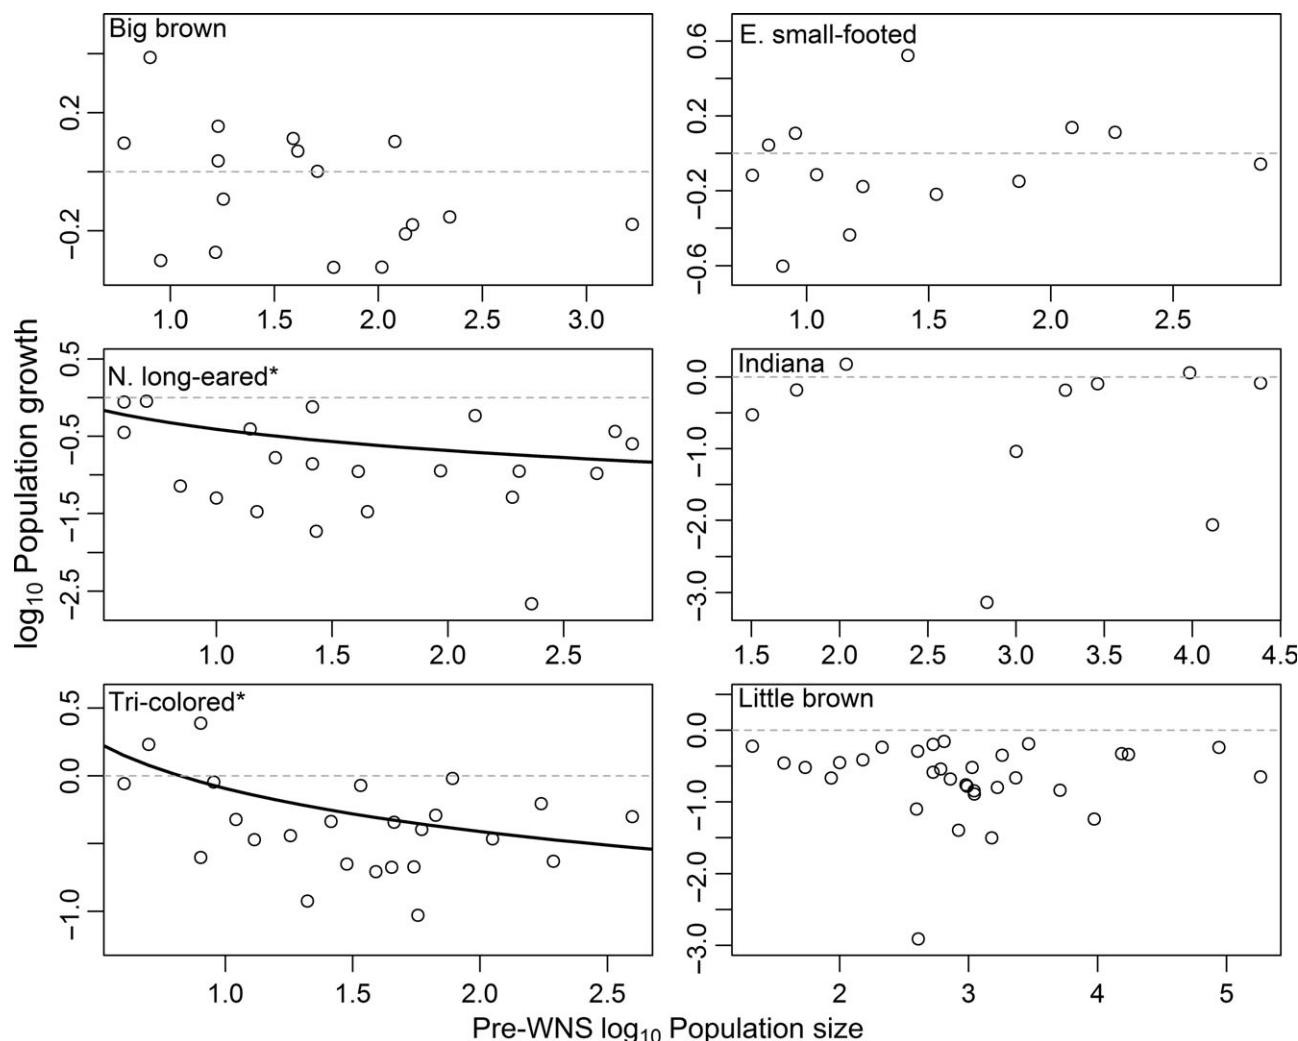 Big brown
0.2
−0.2
1.0 1.5 2.0 2.5 3.0
E. small-footed
0.6
0.2
−0.2
−0.6
1.0 1.5 2.0 2.5
N. long-eared*
0.5
−0.5
−1.5
−2.5
1.0 1.5 2.0 2.5
Indiana
0.0
−1.0
−2.0
−3.0
1.5 2.0 2.5 3.0 3.5 4.0 4.5
Tri-colored*
0.5
0.0
−1.0
1.0 1.5 2.0 2.5
Little brown
0.0
−1.0
−2.0
−3.0
2 3 4 5
log10 Population growth
Pre-WNS log10 Population size